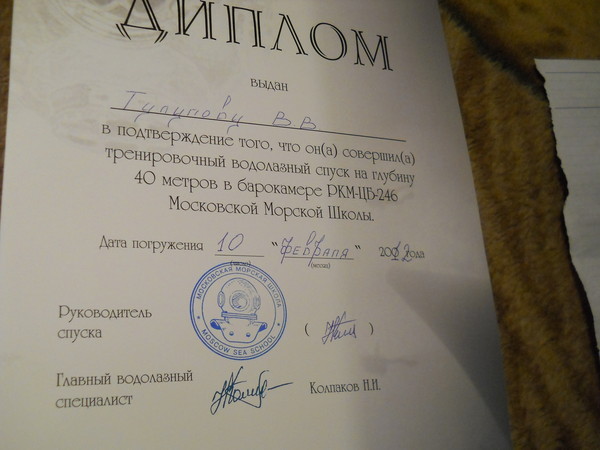 ДИПЛОМ
выдан
Тулупову В В
в подтверждение того, что он(а) совершил(а)
тренировочный водолазный спуск на глубину
40 метров в барокамере РКМ-ЦБ-246
Московской Морской Школы.
Дата погружения 10 "февраля" 2012 года
(число) (месяц)
МОСКОВСКАЯ МОРСКАЯ ШКОЛА
MOSCOW SEA SCHOOL
Руководитель
спуска ( )
Главный водолазный
специалист Колпаков Н.И.